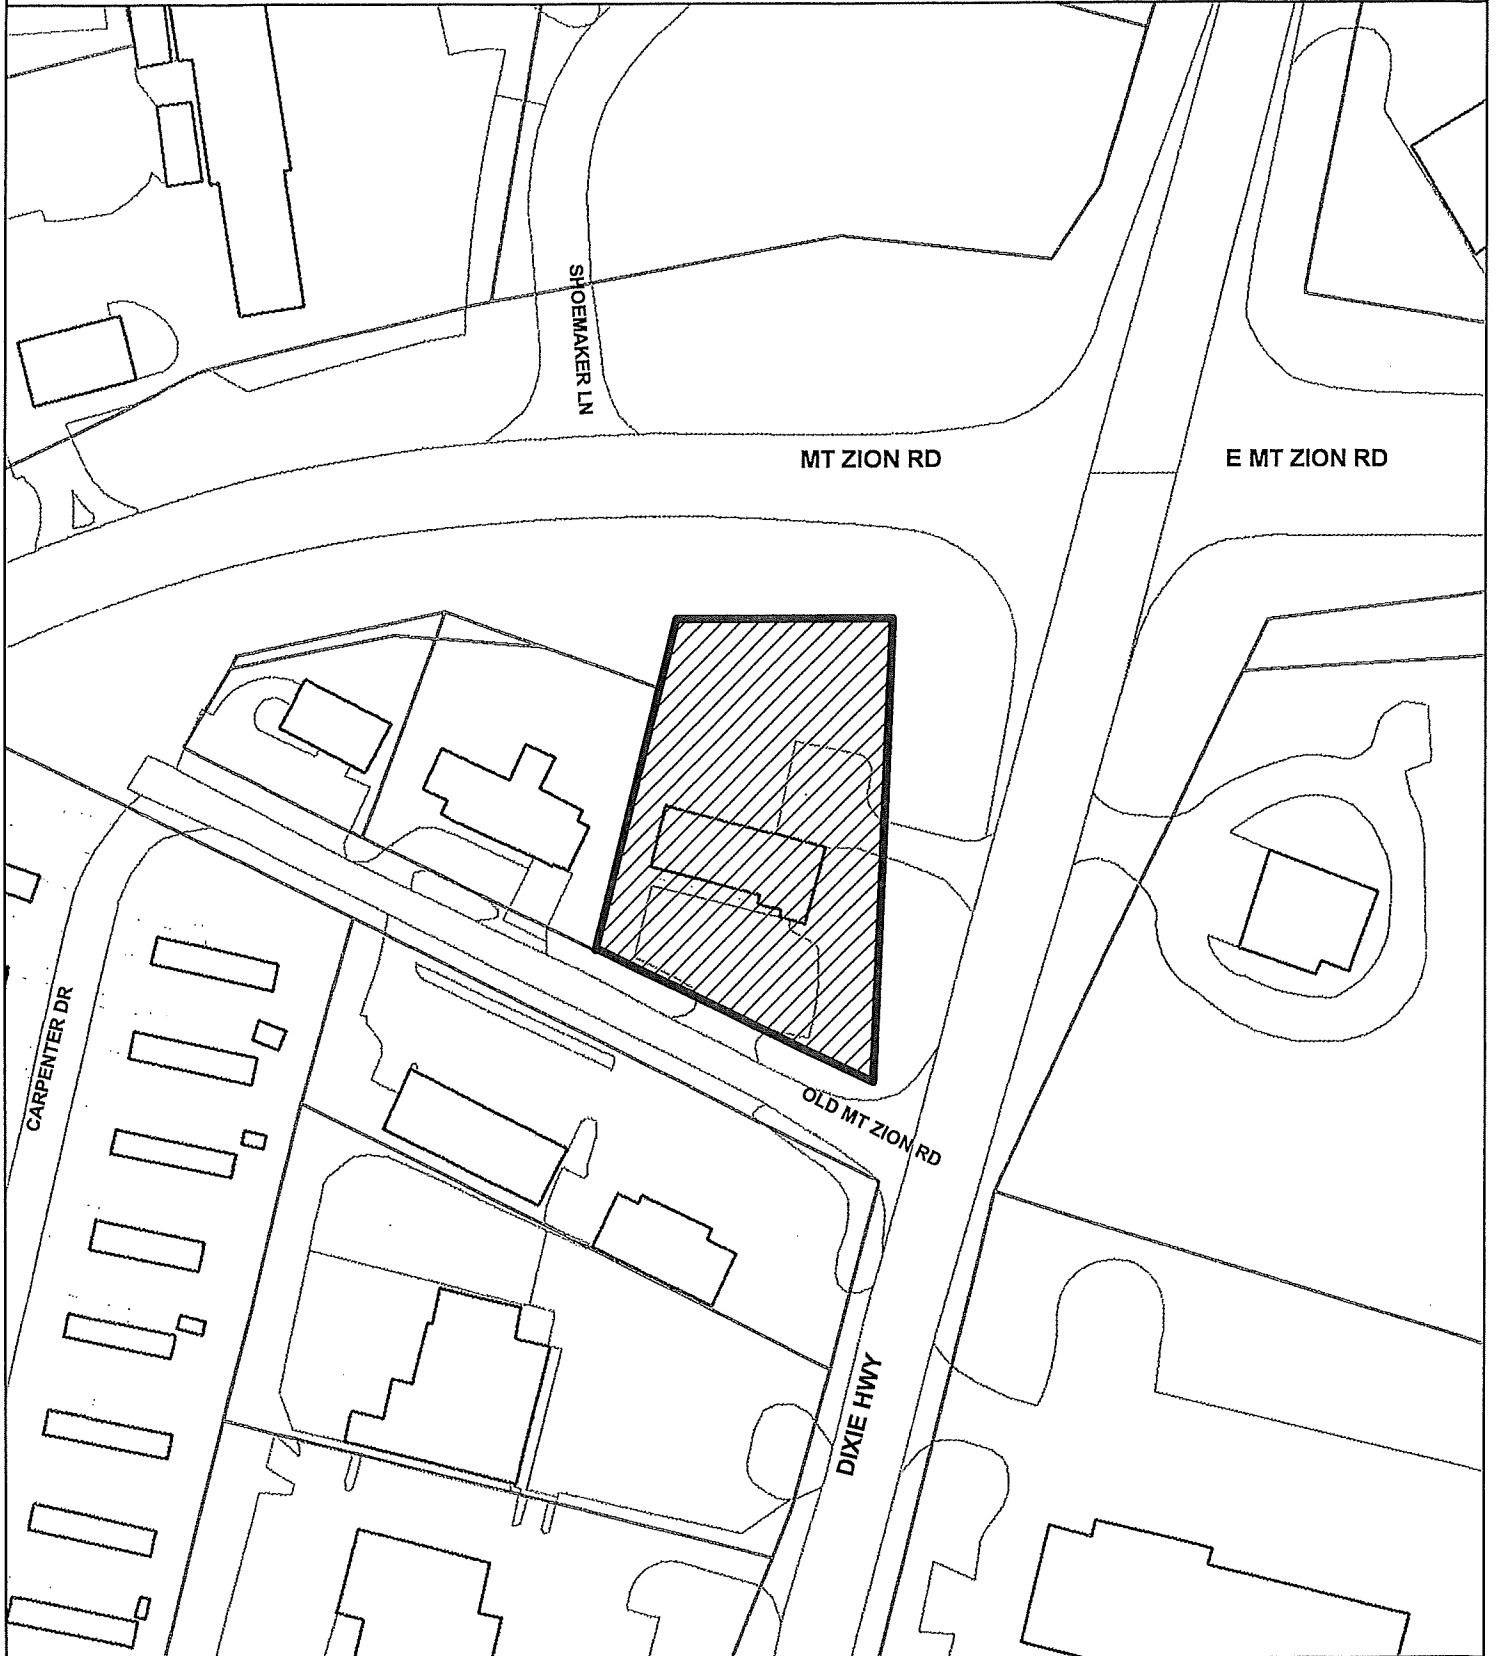 SHOEMAKER LN
MT ZION RD
E MT ZION RD
CARPENTER DR
OLD MT ZION RD
DIXIE HWY